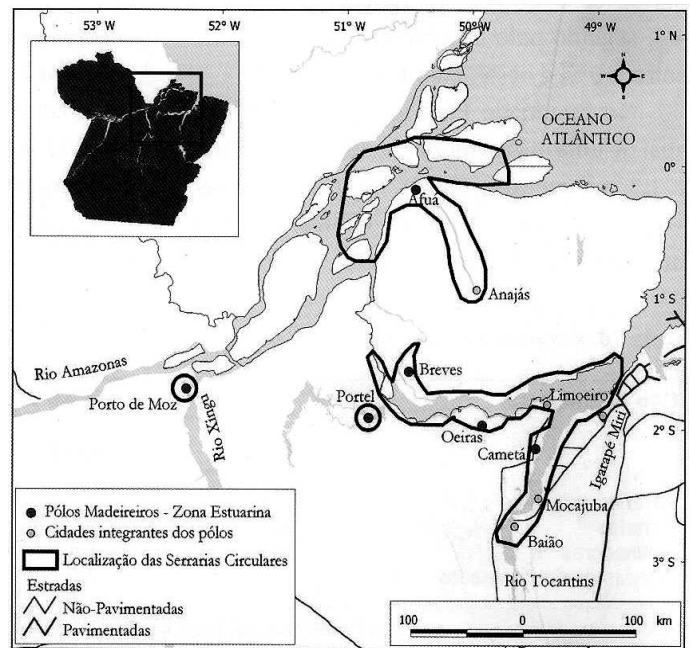 53° W 52° W 51° W 50° W 49° W
1° N
N
W E
S
OCEANO
ATLÂNTICO
0°
Afuá
Anajás
1° S
Rio Amazonas
Breves
Porto de Moz
Rio Xingu
Portel
Limoeiro
Oeiras
Igarapé Miri
2° S
Cametá
Mocajuba
Baião
3° S
Rio Tocantins
Pólos Madeireiros - Zona Estuarina
Cidades integrantes dos pólos
Localização das Serrarias Circulares
Estradas
Não-Pavimentadas
Pavimentadas
100 0 100 km